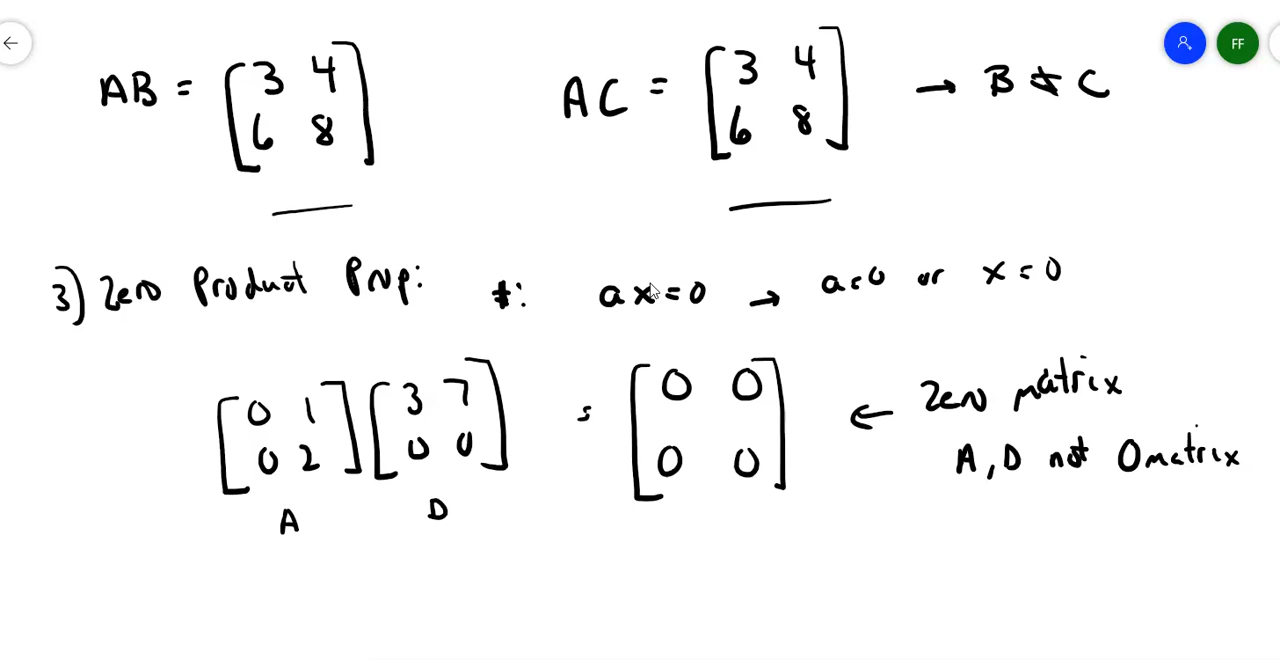 AB = [3 4; 6 8] AC = [3 4; 6 8] → B ≠ C
FF
3) Zero Product Prop: #: ax = 0 → a = 0 or x = 0
[0 1; 0 2] [3 7; 0 0] = [0 0; 0 0] ← Zero matrix
A, D not 0 matrix
A D